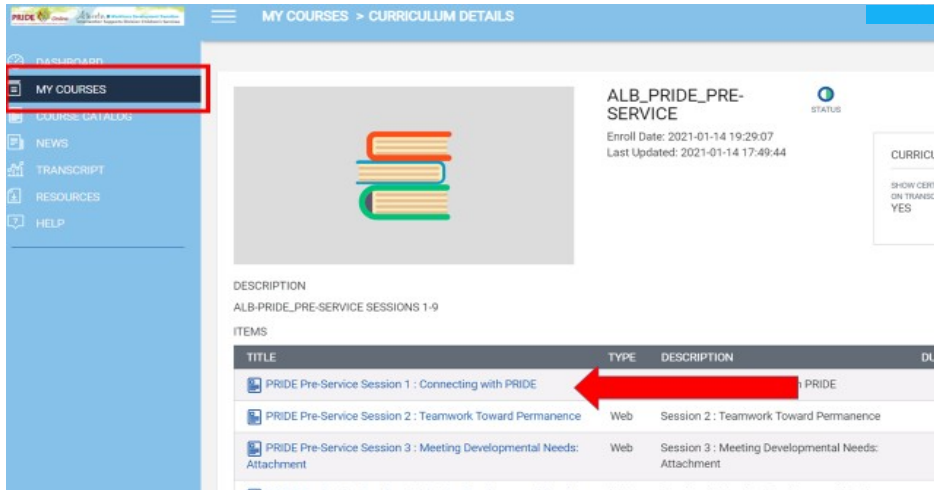 PRIDE Online
MY COURSES > CURRICULUM DETAILS
DASHBOARD
MY COURSES
COURSE CATALOG
NEWS
TRANSCRIPT
RESOURCES
HELP
ALB_PRIDE_PRE-
SERVICE
STATUS
Enroll Date: 2021-01-14 19:29:07
Last Updated: 2021-01-14 17:49:44
CURRICU
SHOW CERT
ON TRANSC
YES
DESCRIPTION
ALB-PRIDE_PRE-SERVICE SESSIONS 1-9
ITEMS
TITLE TYPE DESCRIPTION DU
PRIDE Pre-Service Session 1 : Connecting with PRIDE PRIDE
PRIDE Pre-Service Session 2 : Teamwork Toward Permanence Web Session 2 : Teamwork Toward Permanence
PRIDE Pre-Service Session 3 : Meeting Developmental Needs: Web Session 3 : Meeting Developmental Needs:
Attachment Attachment